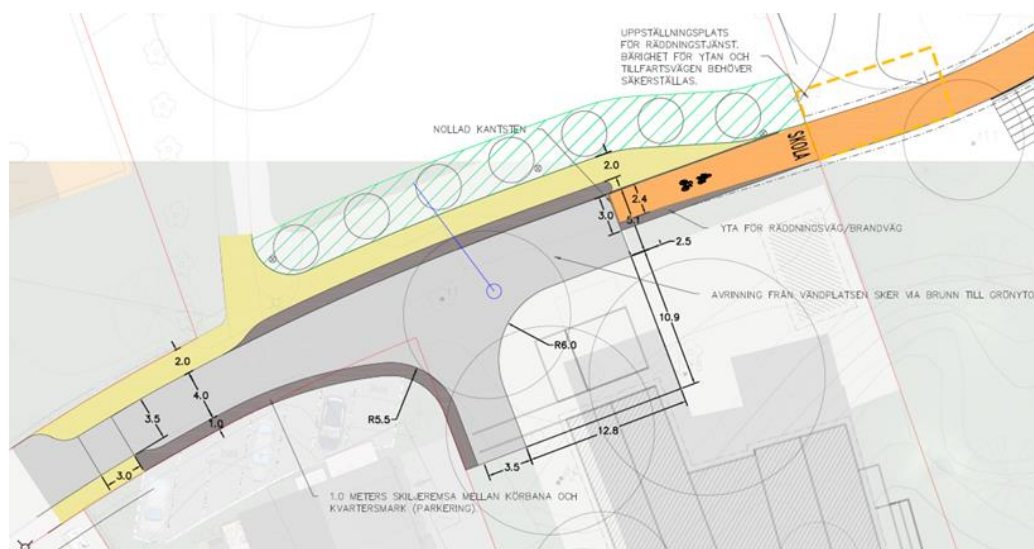 UPPSTÄLLNINGSPLATS
FÖR RÄDDNINGSTJÄNST.
BÄRIGHET FÖR YTAN OCH
TILLFARTSVÄGEN BEHÖVER
SÄKERSTÄLLAS.
NOLLAD KANTSTEN
SKOLA
2.0
2.4
3.0
5.1
YTA FÖR RÄDDNINGSVÄG/BRANDVÄG
2.5
AVRINNING FRÅN VÄNDPLATSEN SKER VIA BRUNN TILL GRÖNYTO
10.9
R6.0
2.0
4.0
3.5
1.0
R5.5
12.8
3.5
3.0
1.0 METERS SKILJEREMSA MELLAN KÖRBANA OCH
KVARTERSMARK (PARKERING).